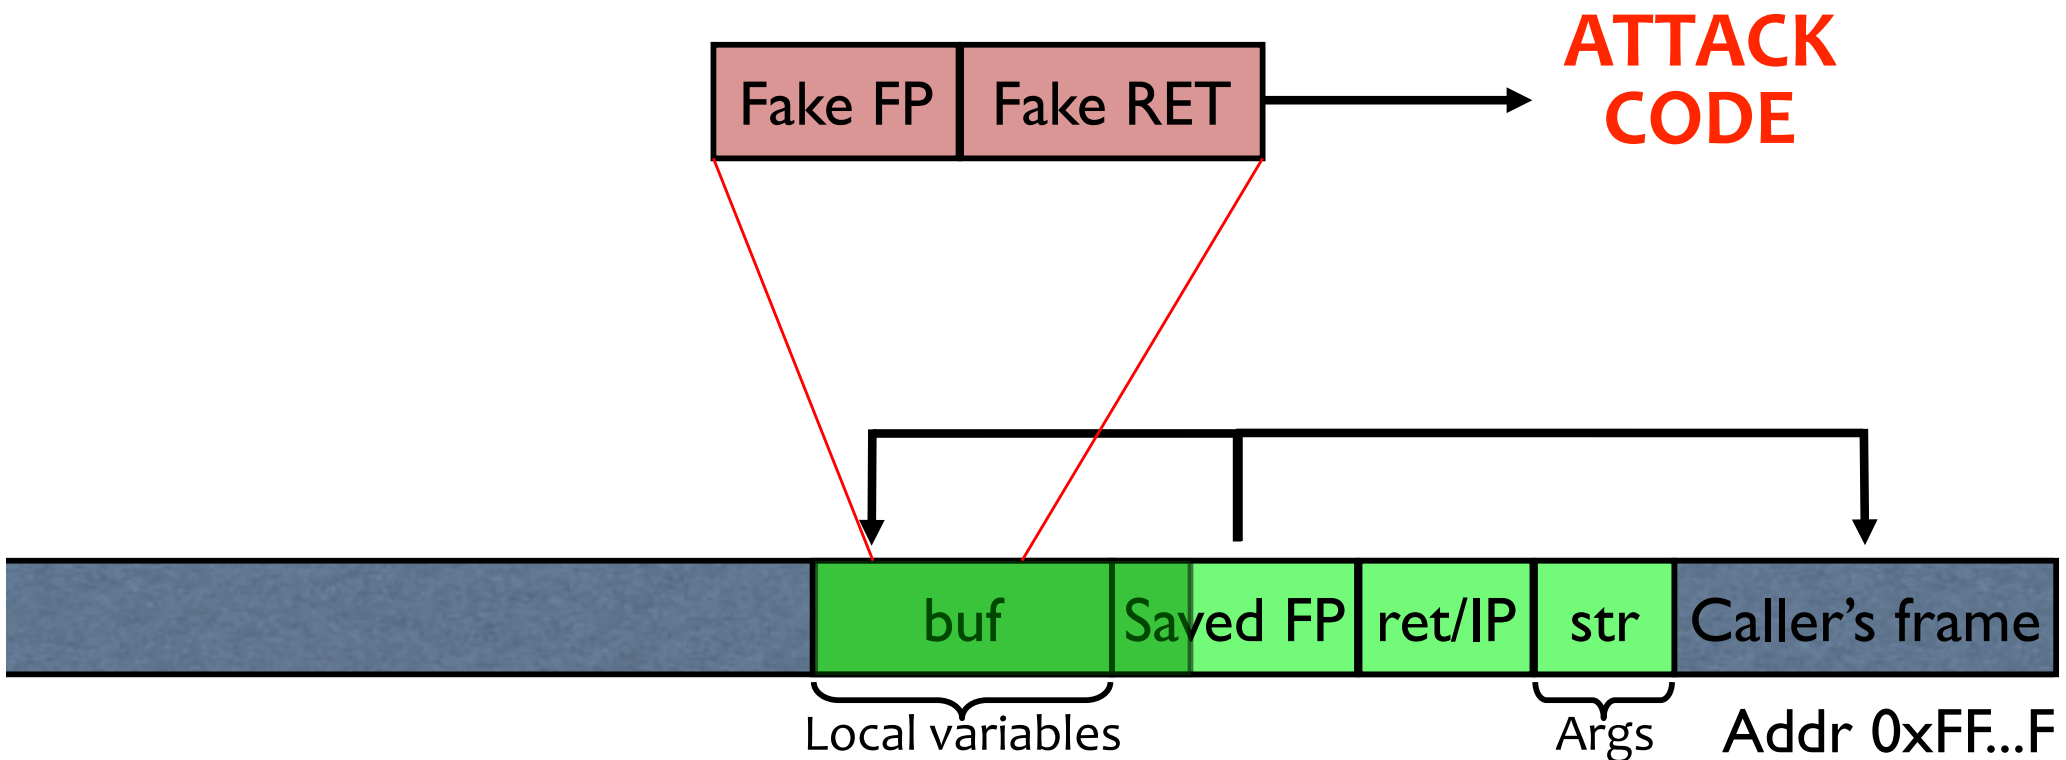 ATTACK
CODE
Fake FP
Fake RET
buf
Saved FP
ret/IP
str
Caller’s frame
Local variables
Args
Addr 0xFF...F